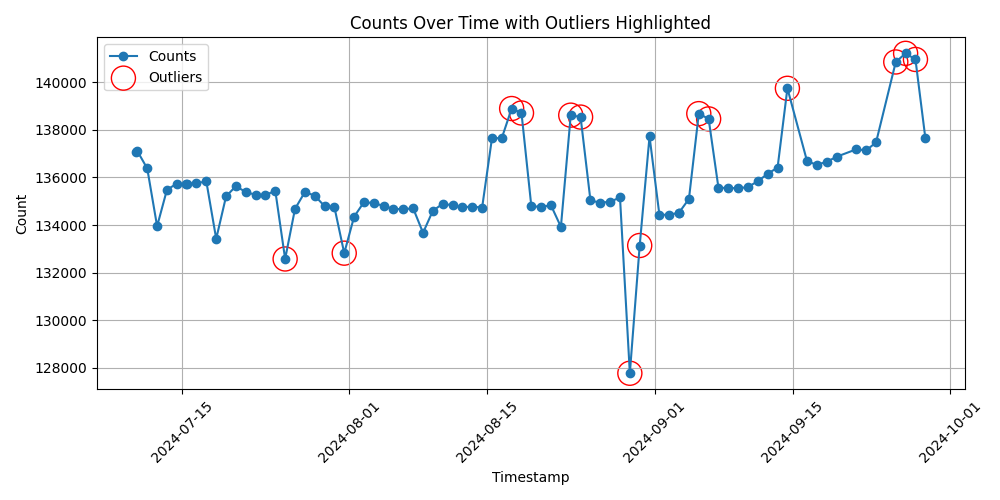 Counts Over Time with Outliers Highlighted
Counts
Outliers
Count
140000
138000
136000
134000
132000
130000
128000
2024-07-15
2024-08-01
2024-08-15
2024-09-01
2024-09-15
2024-10-01
Timestamp